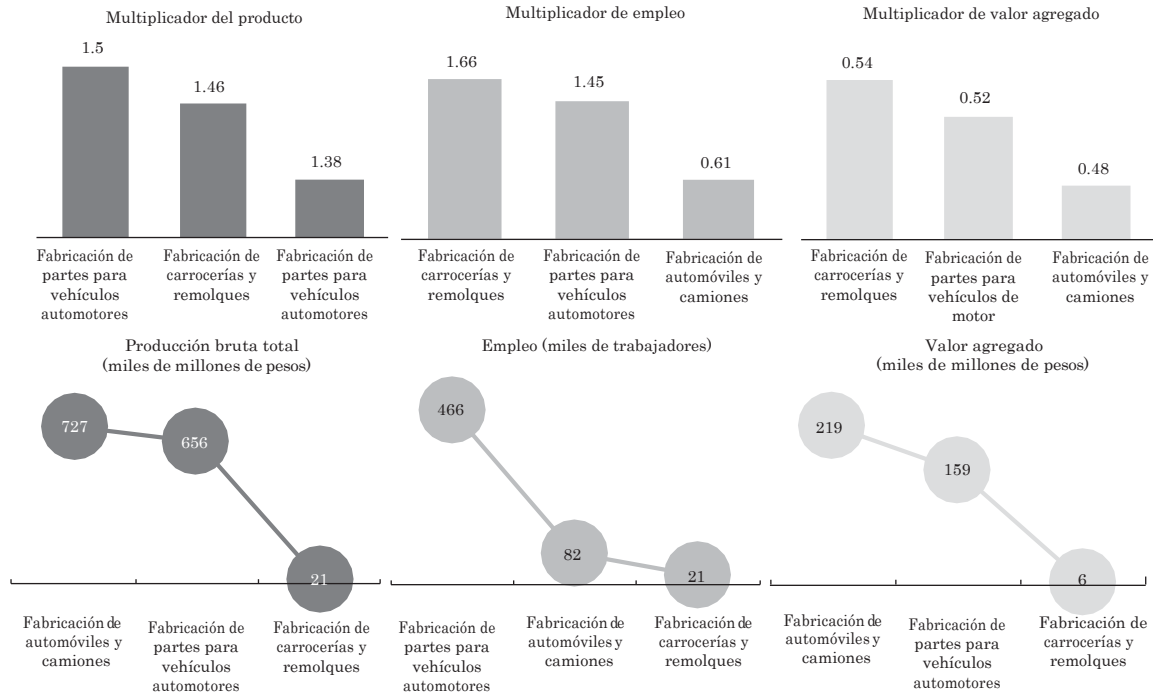 Multiplicador del producto
1.5
1.46
1.38
Fabricación de
partes para
vehículos
automotores
Fabricación de
carrocerías y
remolques
Fabricación de
partes para
vehículos
automotores
Multiplicador de empleo
1.66
1.45
0.61
Fabricación de
carrocerías y
remolques
Fabricación de
partes para
vehículos
automotores
Fabricación de
automóviles y
camiones
Multiplicador de valor agregado
0.54
0.52
0.48
Fabricación de
carrocerías y
remolques
Fabricación de
partes para
vehículos de
motor
Fabricación de
automóviles y
camiones
Producción bruta total
(miles de millones de pesos)
727
656
21
Fabricación de
automóviles y
camiones
Fabricación de
partes para
vehículos
automotores
Fabricación de
carrocerías y
remolques
Empleo (miles de trabajadores)
466
82
21
Fabricación de
partes para
vehículos
automotores
Fabricación de
automóviles y
camiones
Fabricación de
carrocerías y
remolques
Valor agregado
(miles de millones de pesos)
219
159
6
Fabricación de
automóviles y
camiones
Fabricación de
partes para
vehículos
automotores
Fabricación de
carrocerías y
remolques